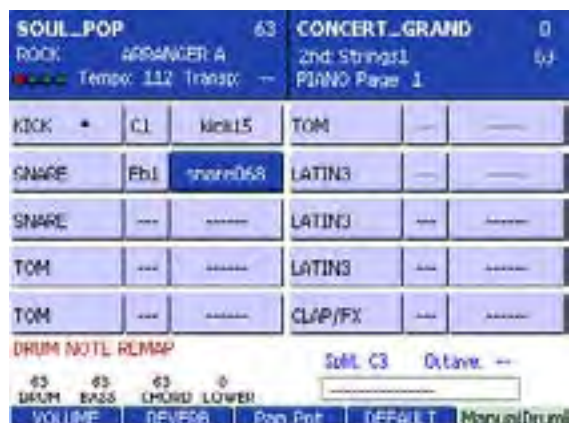 SOUL_POP 63
ROCK ARRANGER A
Tempo: 112 Transp: --
CONCERT_GRAND 0
2nd: Strings1 63
PIANO Page 1
KICK * C1 kick15 TOM --- ------
SNARE Eb1 snare068 LATIN3 --- ------
SNARE --- ------ LATIN3 --- ------
TOM --- ------ LATIN3 --- ------
TOM --- ------ CLAP/FX --- ------
DRUM NOTE REMAP
Split: C3 Octave: --
63 63 63 0
DRUM BASS CHORD LOWER
VOLUME REVERB Pan Pot DEFAULT ManualDrum